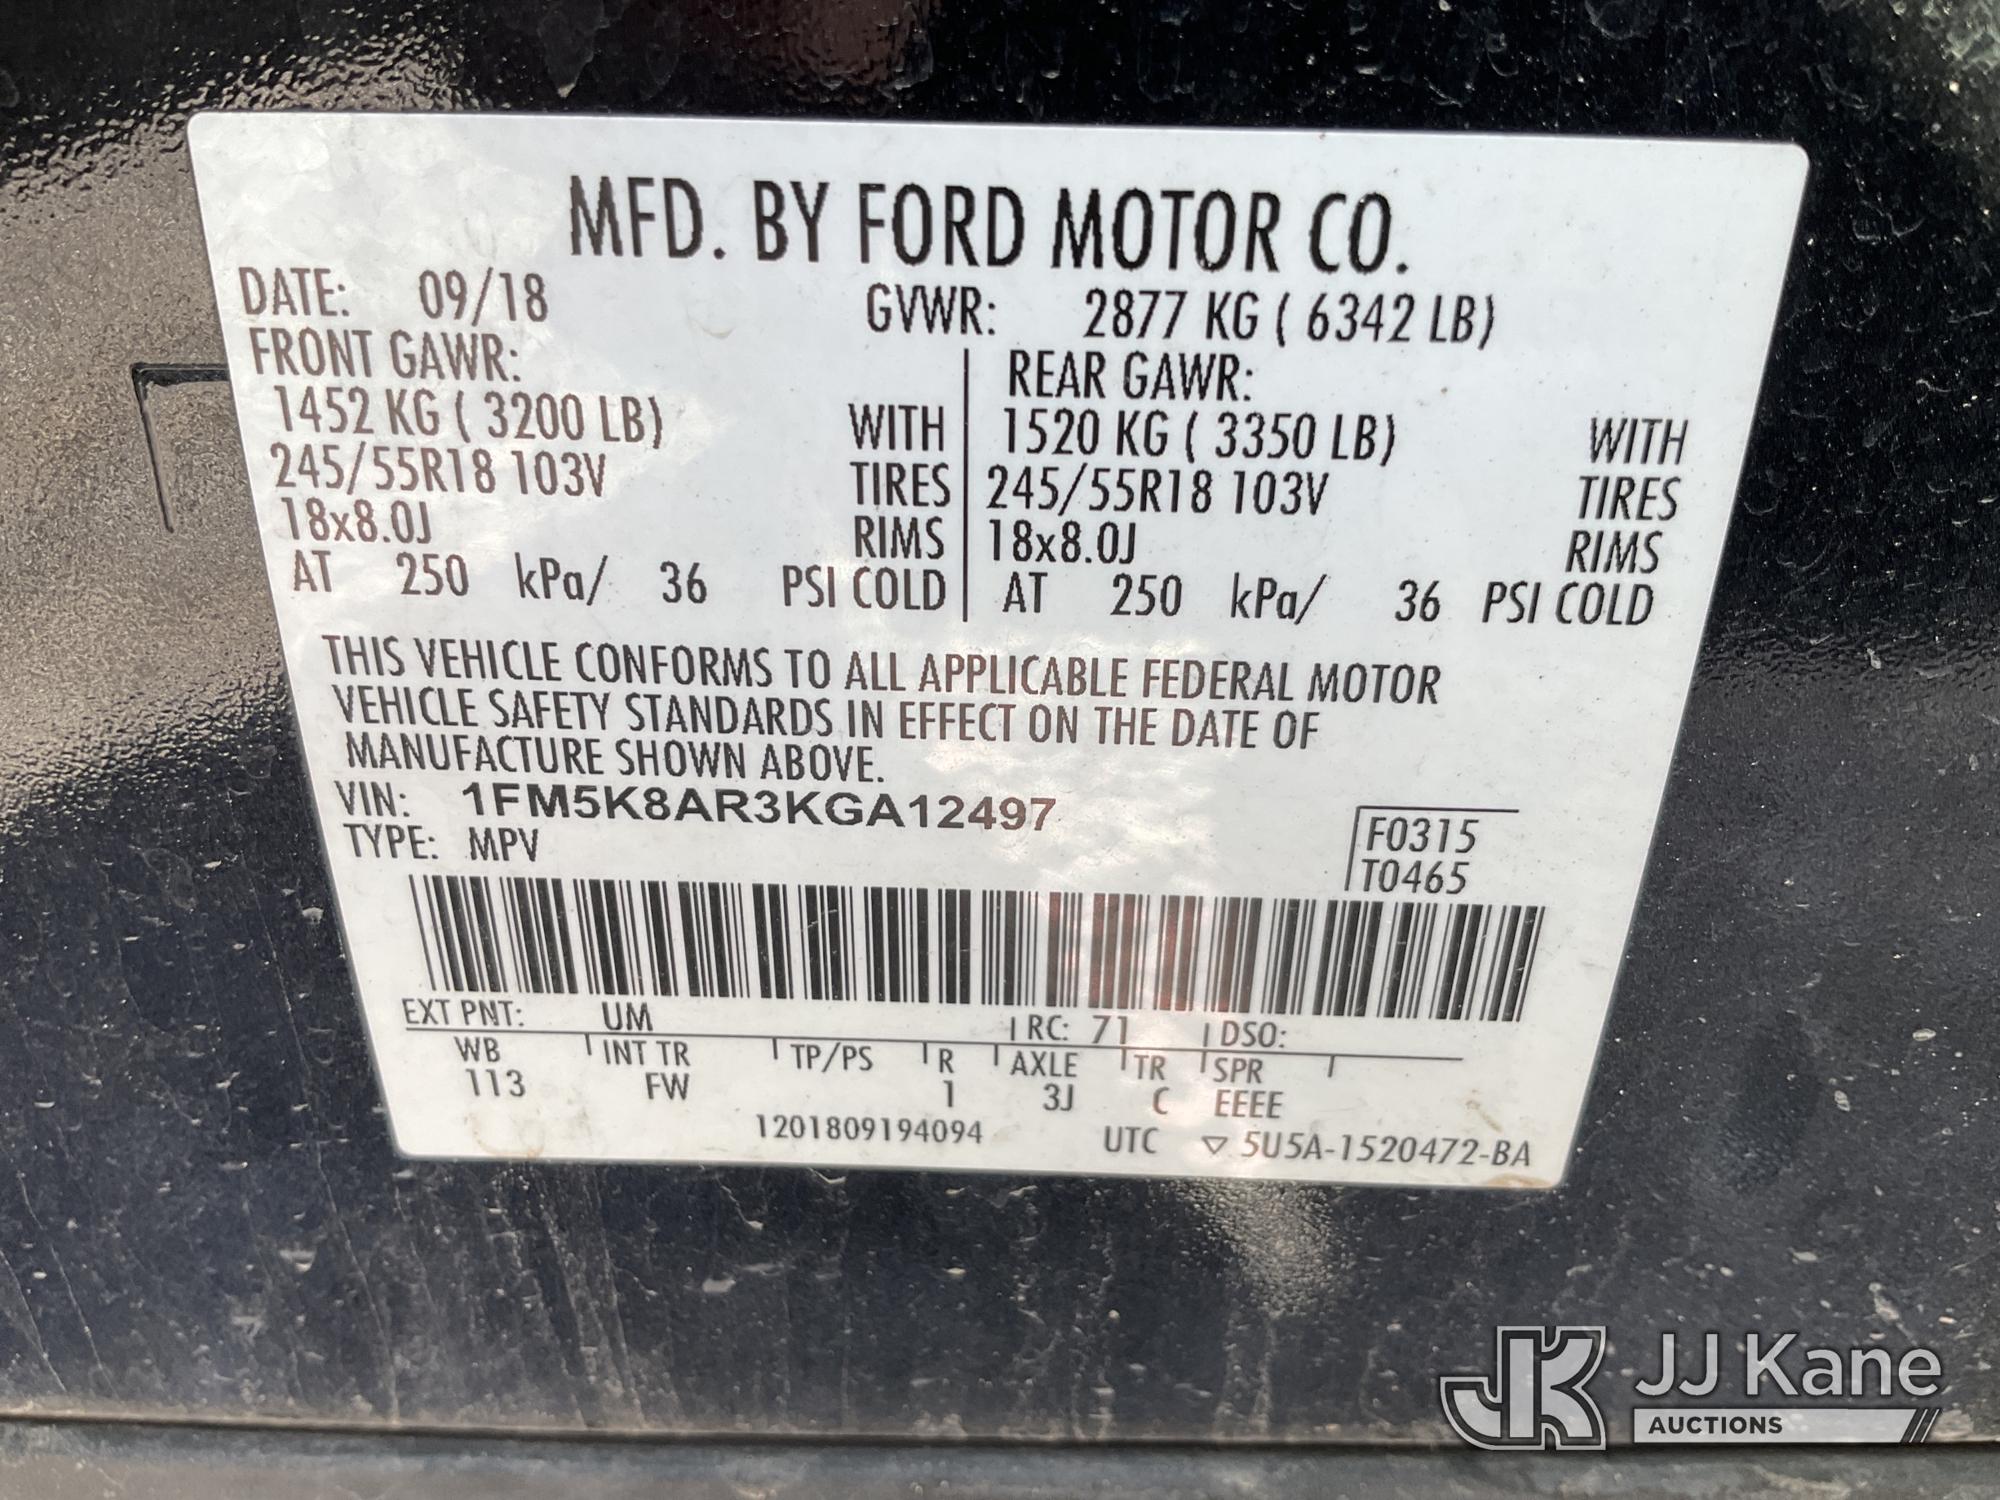 MFD. BY FORD MOTOR CO.
DATE: 09/18 GVWR: 2877 KG ( 6342 LB)
FRONT GAWR: REAR GAWR:
1452 KG ( 3200 LB) WITH 1520 KG ( 3350 LB) WITH
245/55R18 103V TIRES 245/55R18 103V TIRES
18x8.0J RIMS 18x8.0J RIMS
AT 250 kPa/ 36 PSI COLD AT 250 kPa/ 36 PSI COLD
THIS VEHICLE CONFORMS TO ALL APPLICABLE FEDERAL MOTOR
VEHICLE SAFETY STANDARDS IN EFFECT ON THE DATE OF
MANUFACTURE SHOWN ABOVE.
VIN: 1FM5K8AR3KGA12497
TYPE: MPV
F0315
T0465
EXT PNT: UM RC: 71 DSO:
WB INT TR TP/PS R AXLE TR SPR
113 FW 1 3J C EEEE
1201809194094 UTC ▽ 5U5A-1520472-BA
JK JJ Kane
AUCTIONS